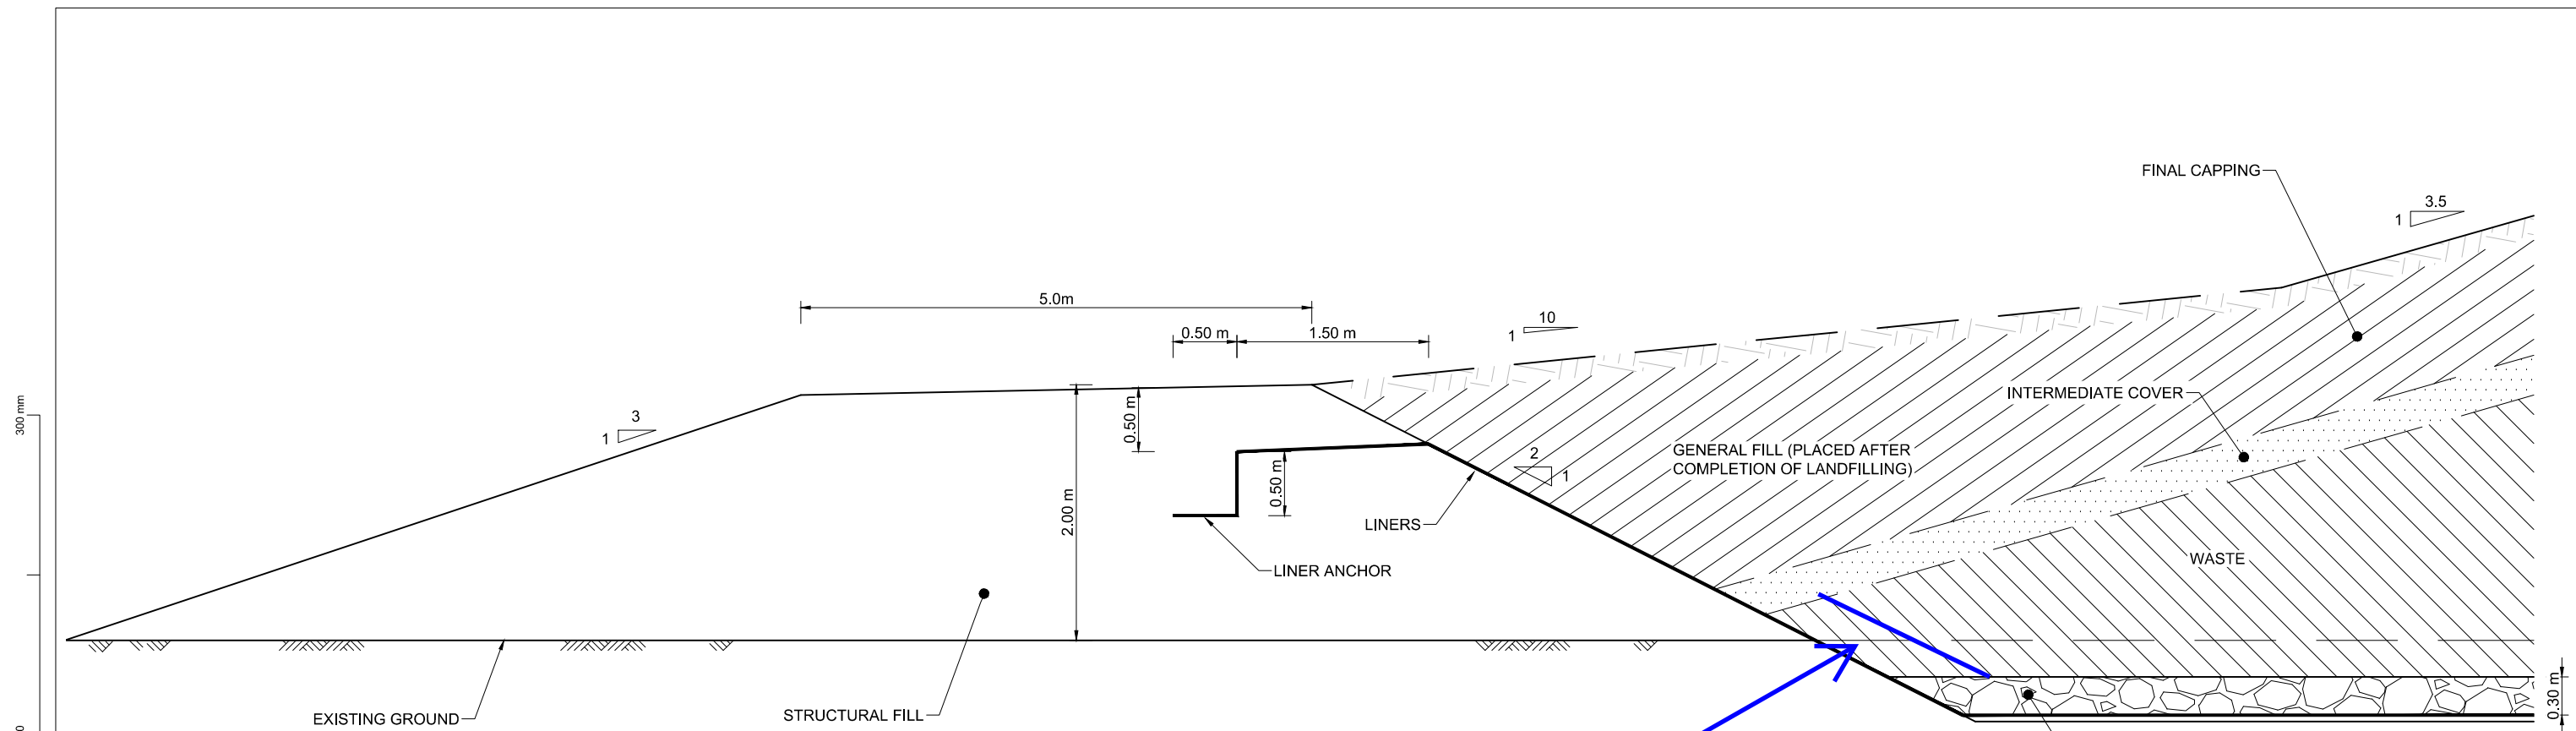 FINAL CAPPING
3.5
1
5.0m
0.50 m
1.50 m
10
1
INTERMEDIATE COVER
300 mm
3
1
0.50 m
GENERAL FILL (PLACED AFTER
COMPLETION OF LANDFILLING)
2
1
0.50 m
2.00 m
LINERS
WASTE
LINER ANCHOR
EXISTING GROUND
STRUCTURAL FILL
0.30 m
0